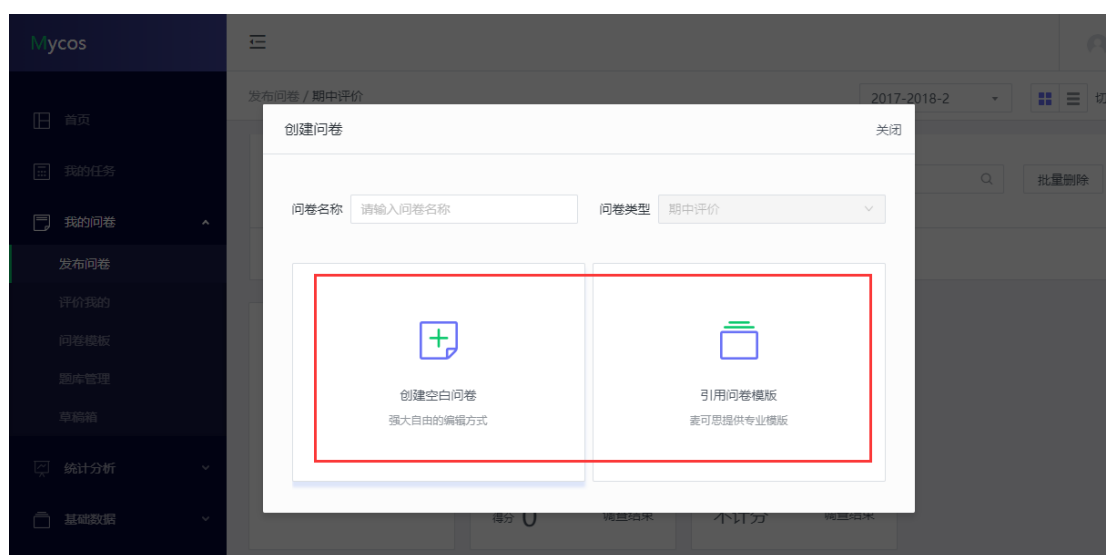 Mycos
发布问卷 / 期中评价
2017-2018-2
切
首页
创建问卷
关闭
我的任务
批量删除
问卷名称 请输入问卷名称 问卷类型 期中评价
我的问卷
发布问卷
评价我的
问卷模板
题库管理
草稿箱
创建空白问卷
强大自由的编辑方式
引用问卷模版
麦可思提供专业模版
统计分析
基础数据
得分 0 调查结果 不计分 调查结果